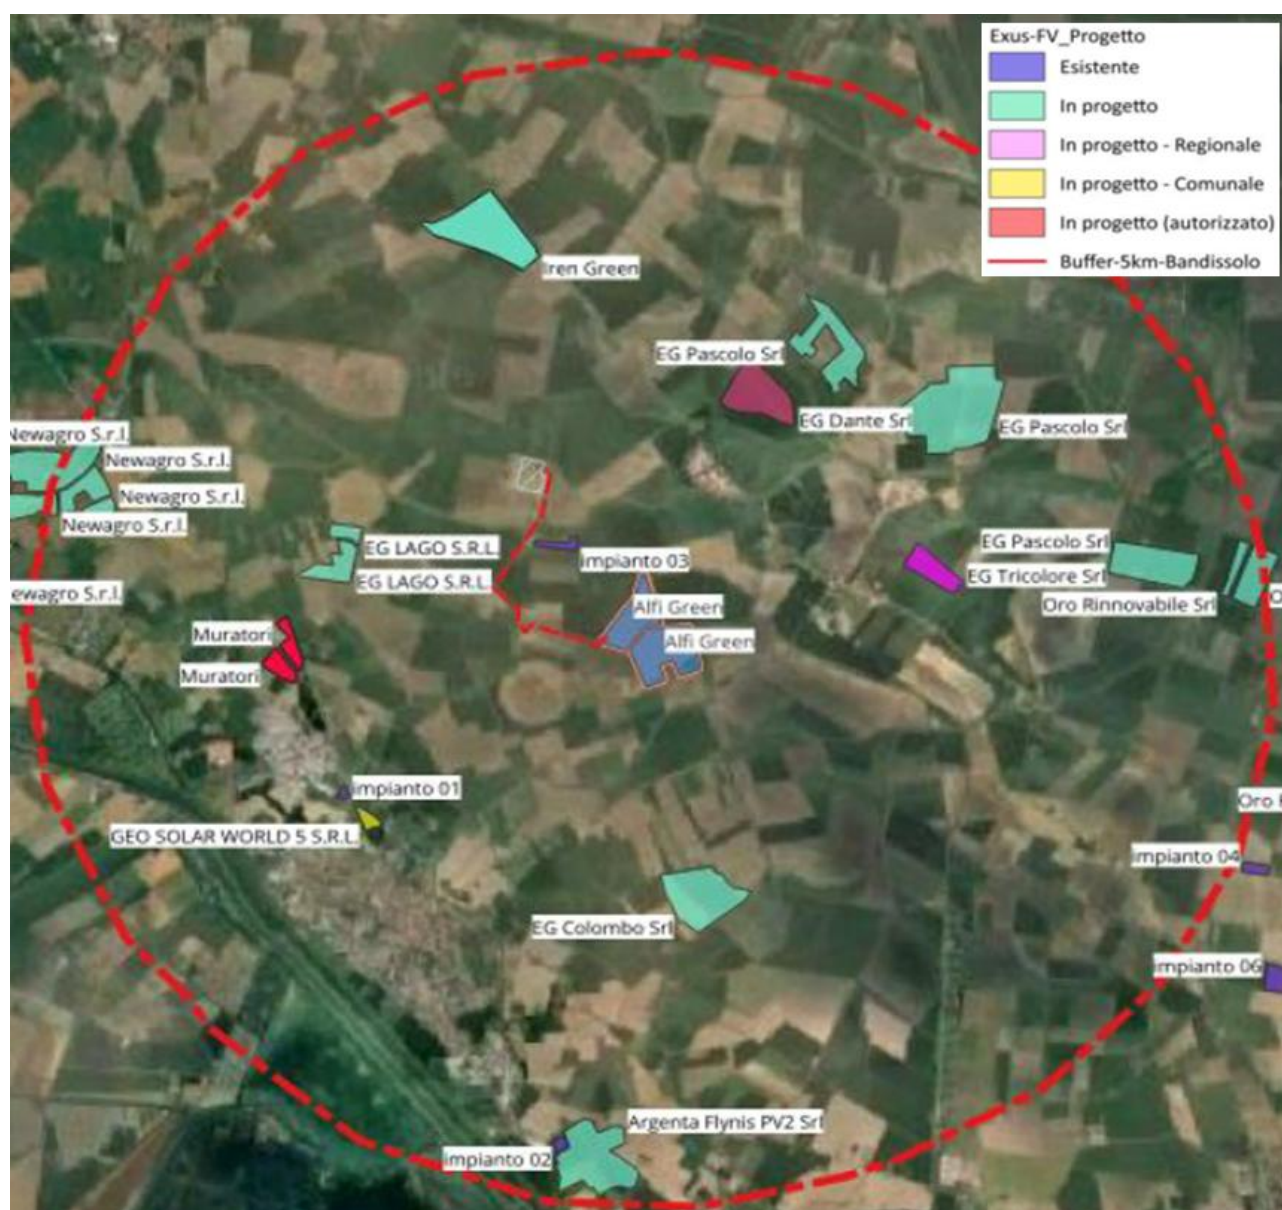 Exus-FV_Progetto
Esistente
In progetto
In progetto - Regionale
In progetto - Comunale
In progetto (autorizzato)
Buffer-5km-Bandissolo
Iren Green
EG Pascolo Srl
EG Dante Srl
EG Pascolo Srl
Newagro S.r.l.
Newagro S.r.l.
Newagro S.r.l.
Newagro S.r.l.
EG LAGO S.R.L.
EG Pascolo Srl
impianto 03
EG LAGO S.R.L.
EG Tricolore Srl
ewagro S.r.l.
Alfi Green
Oro Rinnovabile Srl
O
Muratori
Alfi Green
Muratori
impianto 01
Oro
GEO SOLAR WORLD 5 S.R.L.
impianto 04
EG Colombo Srl
impianto 06
Argenta Flynis PV2 Srl
impianto 02